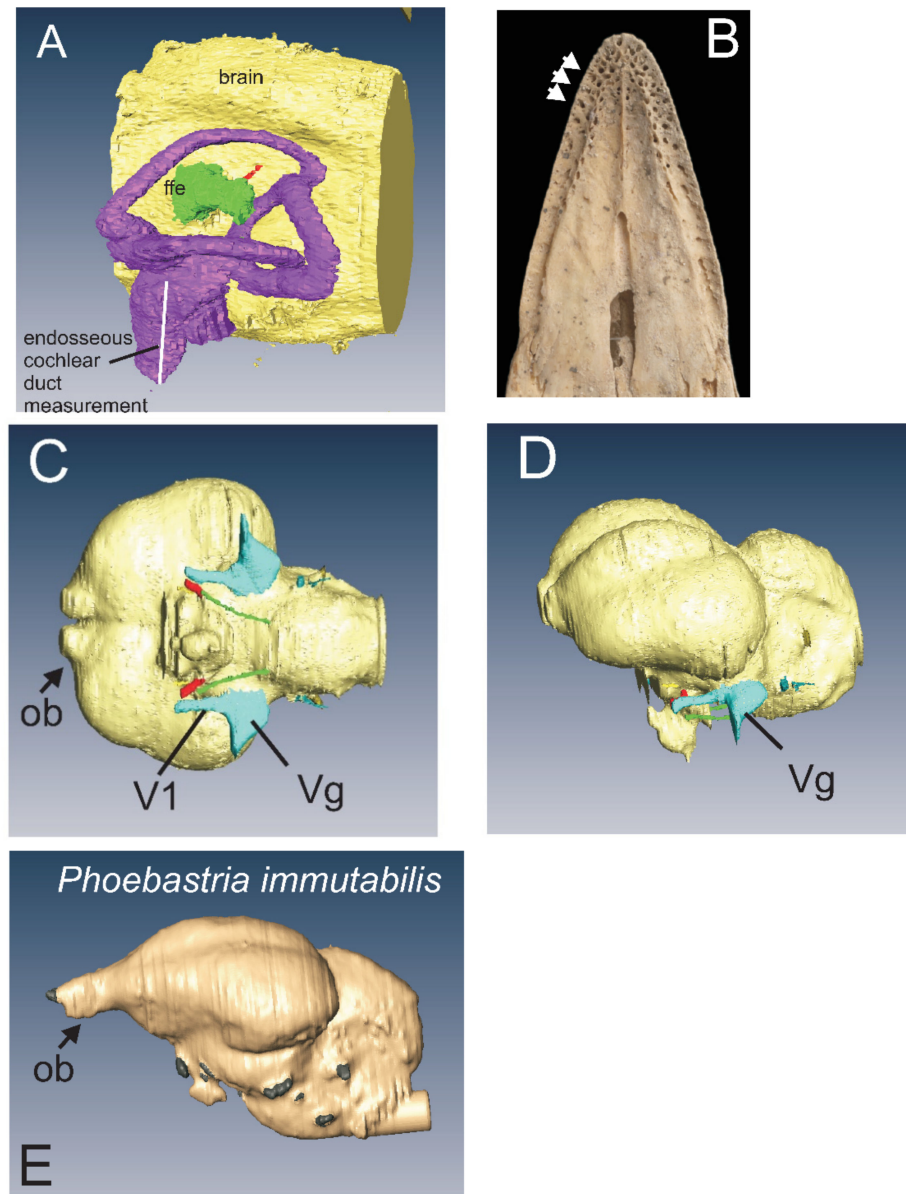 A
brain
ffe
endosseous
cochlear
duct
measurement
B
C
ob
V1
Vg
D
Vg
Phoebastria immutabilis
ob
E